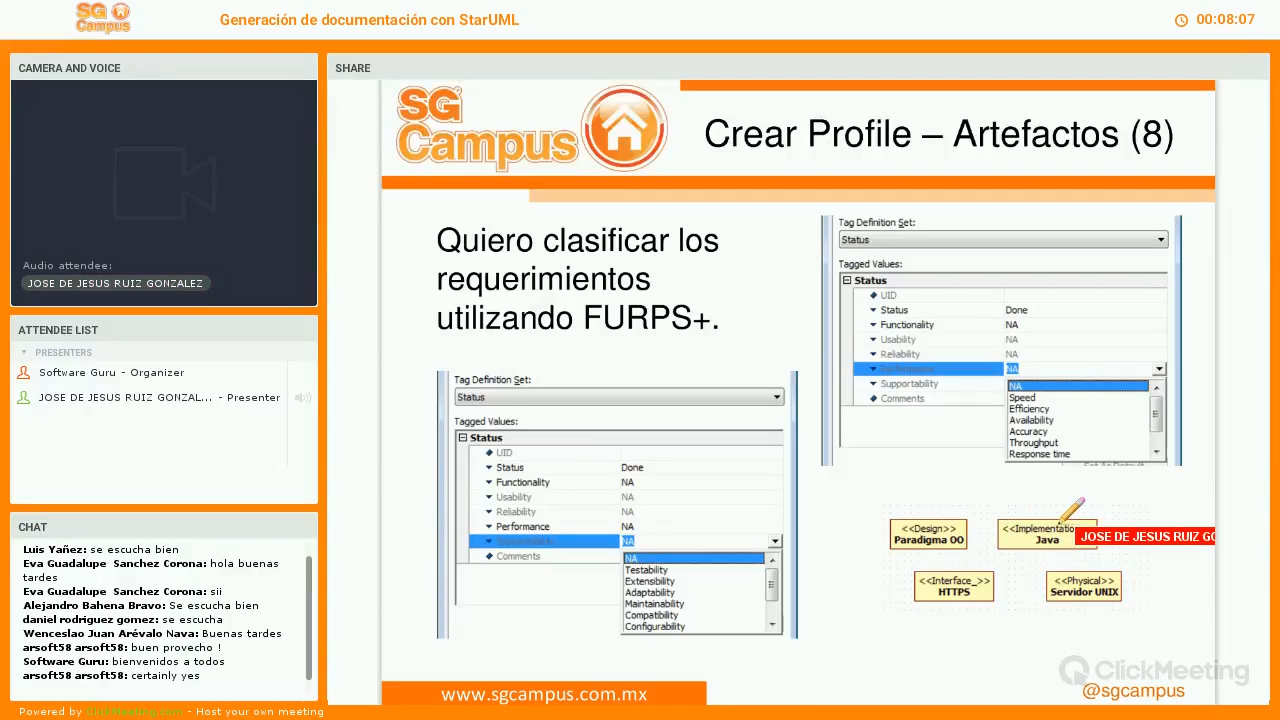 SG
Campus
Generación de documentación con StarUML
00:08:07
CAMERA AND VOICE
Audio attendee:
JOSE DE JESUS RUIZ GONZALEZ
ATTENDEE LIST
PRESENTERS
Software Guru - Organizer
JOSE DE JESUS RUIZ GONZAL... - Presenter
CHAT
Luis Yañez: se escucha bien
Eva Guadalupe Sanchez Corona: hola buenas
tardes
Eva Guadalupe Sanchez Corona: sii
Alejandro Bahena Bravo: Se escucha bien
daniel rodriguez gomez: se escucha
Wenceslao Juan Arévalo Nava: Buenas tardes
arsoft58 arsoft58: buen provecho !
Software Guru: bienvenidos a todos
arsoft58 arsoft58: certainly yes
Powered by ClickMeeting.com - Host your own meeting
SHARE
SG
Campus
Crear Profile – Artefactos (8)
Quiero clasificar los
requerimientos
utilizando FURPS+.
Tag Definition Set:
Status
Tagged Values:
Status
UID
Status Done
Functionality NA
Usability NA
Reliability NA
Performance NA
Supportability NA
Comments
NA
Testability
Extensibility
Adaptability
Maintainability
Compatibility
Configurability
Tag Definition Set:
Status
Tagged Values:
Status
UID
Status Done
Functionality NA
Usability NA
Reliability NA
Performance NA
Supportability
Comments
NA
Speed
Efficiency
Availability
Accuracy
Throughput
Response time
Set As Default
<<Design>>
Paradigma OO
<<Implementation
Java
JOSE DE JESUS RUIZ GO
<<Interface_>>
HTTPS
<<Physical>>
Servidor UNIX
www.sgcampus.com.mx
ClickMeeting
@sgcampus